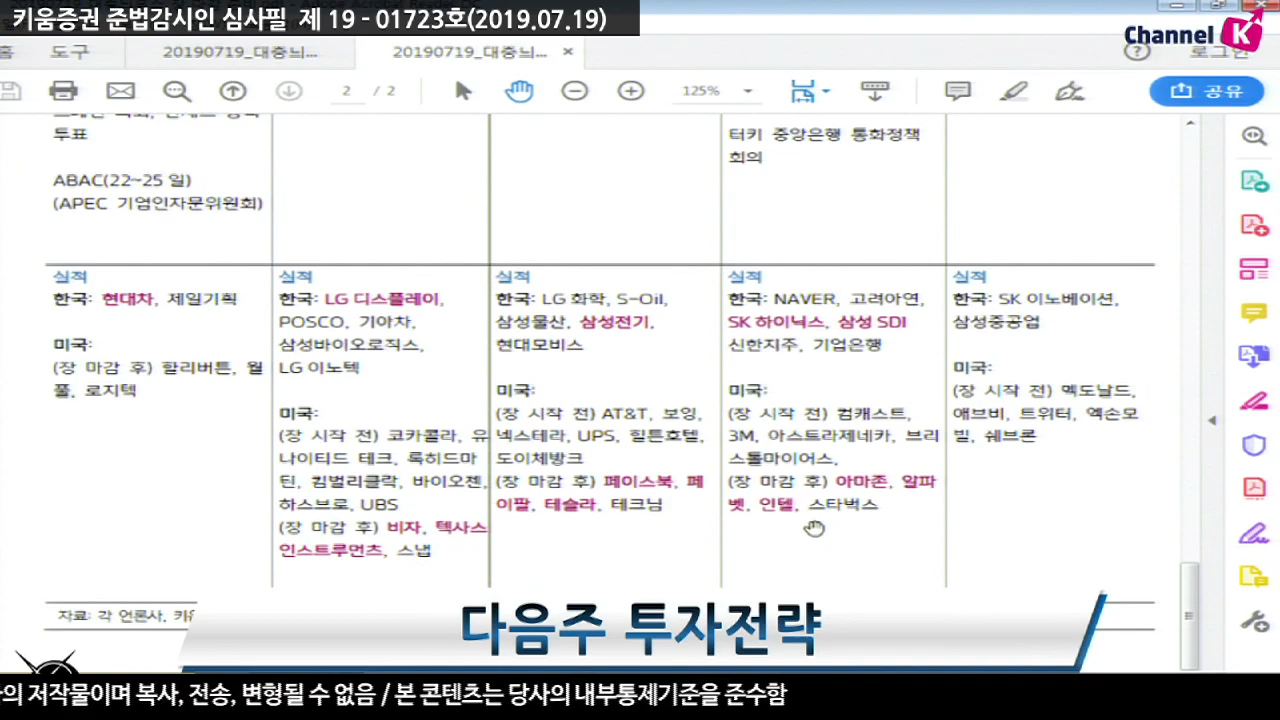 키움증권 준법감시인 심사필 제 19 - 01723호(2019.07.19)
Channel K
홈 도구 20190719_대충늬... 20190719_대충늬... ×
? 로그인
2 / 2 125% 공유
투표
ABAC(22~25 일)
(APEC 기업인자문위원회)
터키 중앙은행 통화정책
회의
실적
한국: 현대차, 제일기획
미국:
(장 마감 후) 할리버튼, 월
풀, 로지텍
실적
한국: LG 디스플레이,
POSCO, 기아차,
삼성바이오로직스,
LG 이노텍
미국:
(장 시작 전) 코카콜라, 유
나이티드 테크, 록히드마
틴, 킴벌리클락, 바이오젠,
하스브로, UBS
(장 마감 후) 비자, 텍사스
인스트루먼츠, 스냅
실적
한국: LG 화학, S-Oil,
삼성물산, 삼성전기,
현대모비스
미국:
(장 시작 전) AT&T, 보잉,
넥스테라, UPS, 힐튼호텔,
도이체방크
(장 마감 후) 페이스북, 페
이팔, 테슬라, 테크닙
실적
한국: NAVER, 고려아연,
SK 하이닉스, 삼성 SDI
신한지주, 기업은행
미국:
(장 시작 전) 컴캐스트,
3M, 아스트라제네카, 브리
스톨마이어스,
(장 마감 후) 아마존, 알파
벳, 인텔, 스타벅스
실적
한국: SK 이노베이션,
삼성중공업
미국:
(장 시작 전) 맥도날드,
애브비, 트위터, 엑손모
빌, 쉐브론
자료: 각 언론사, 키움
다음주 투자전략
의 저작물이며 복사, 전송, 변형될 수 없음 / 본 콘텐츠는 당사의 내부통제기준을 준수함